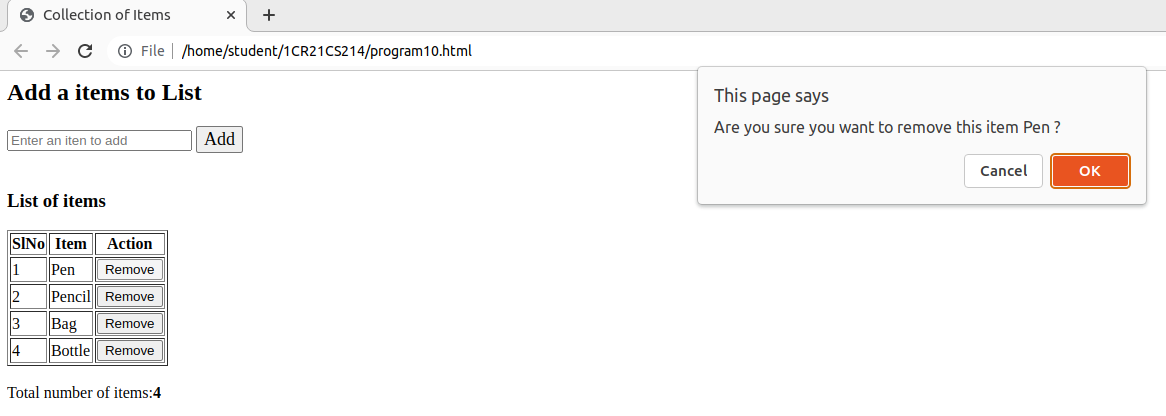 Collection of Items
File /home/student/1CR21CS214/program10.html
Add a items to List
Enter an iten to add Add
This page says
Are you sure you want to remove this item Pen ?
Cancel OK
List of items
SlNo Item Action
1 Pen Remove
2 Pencil Remove
3 Bag Remove
4 Bottle Remove
Total number of items:4